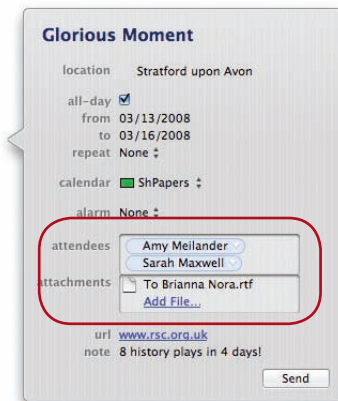 Glorious Moment
location Stratford upon Avon
all-day
from 03/13/2008
to 03/16/2008
repeat None
calendar ShPapers
alarm None
attendees Amy Meilander
Sarah Maxwell
attachments To Brianna Nora.rtf
Add File...
url www.rsc.org.uk
note 8 history plays in 4 days!
Send